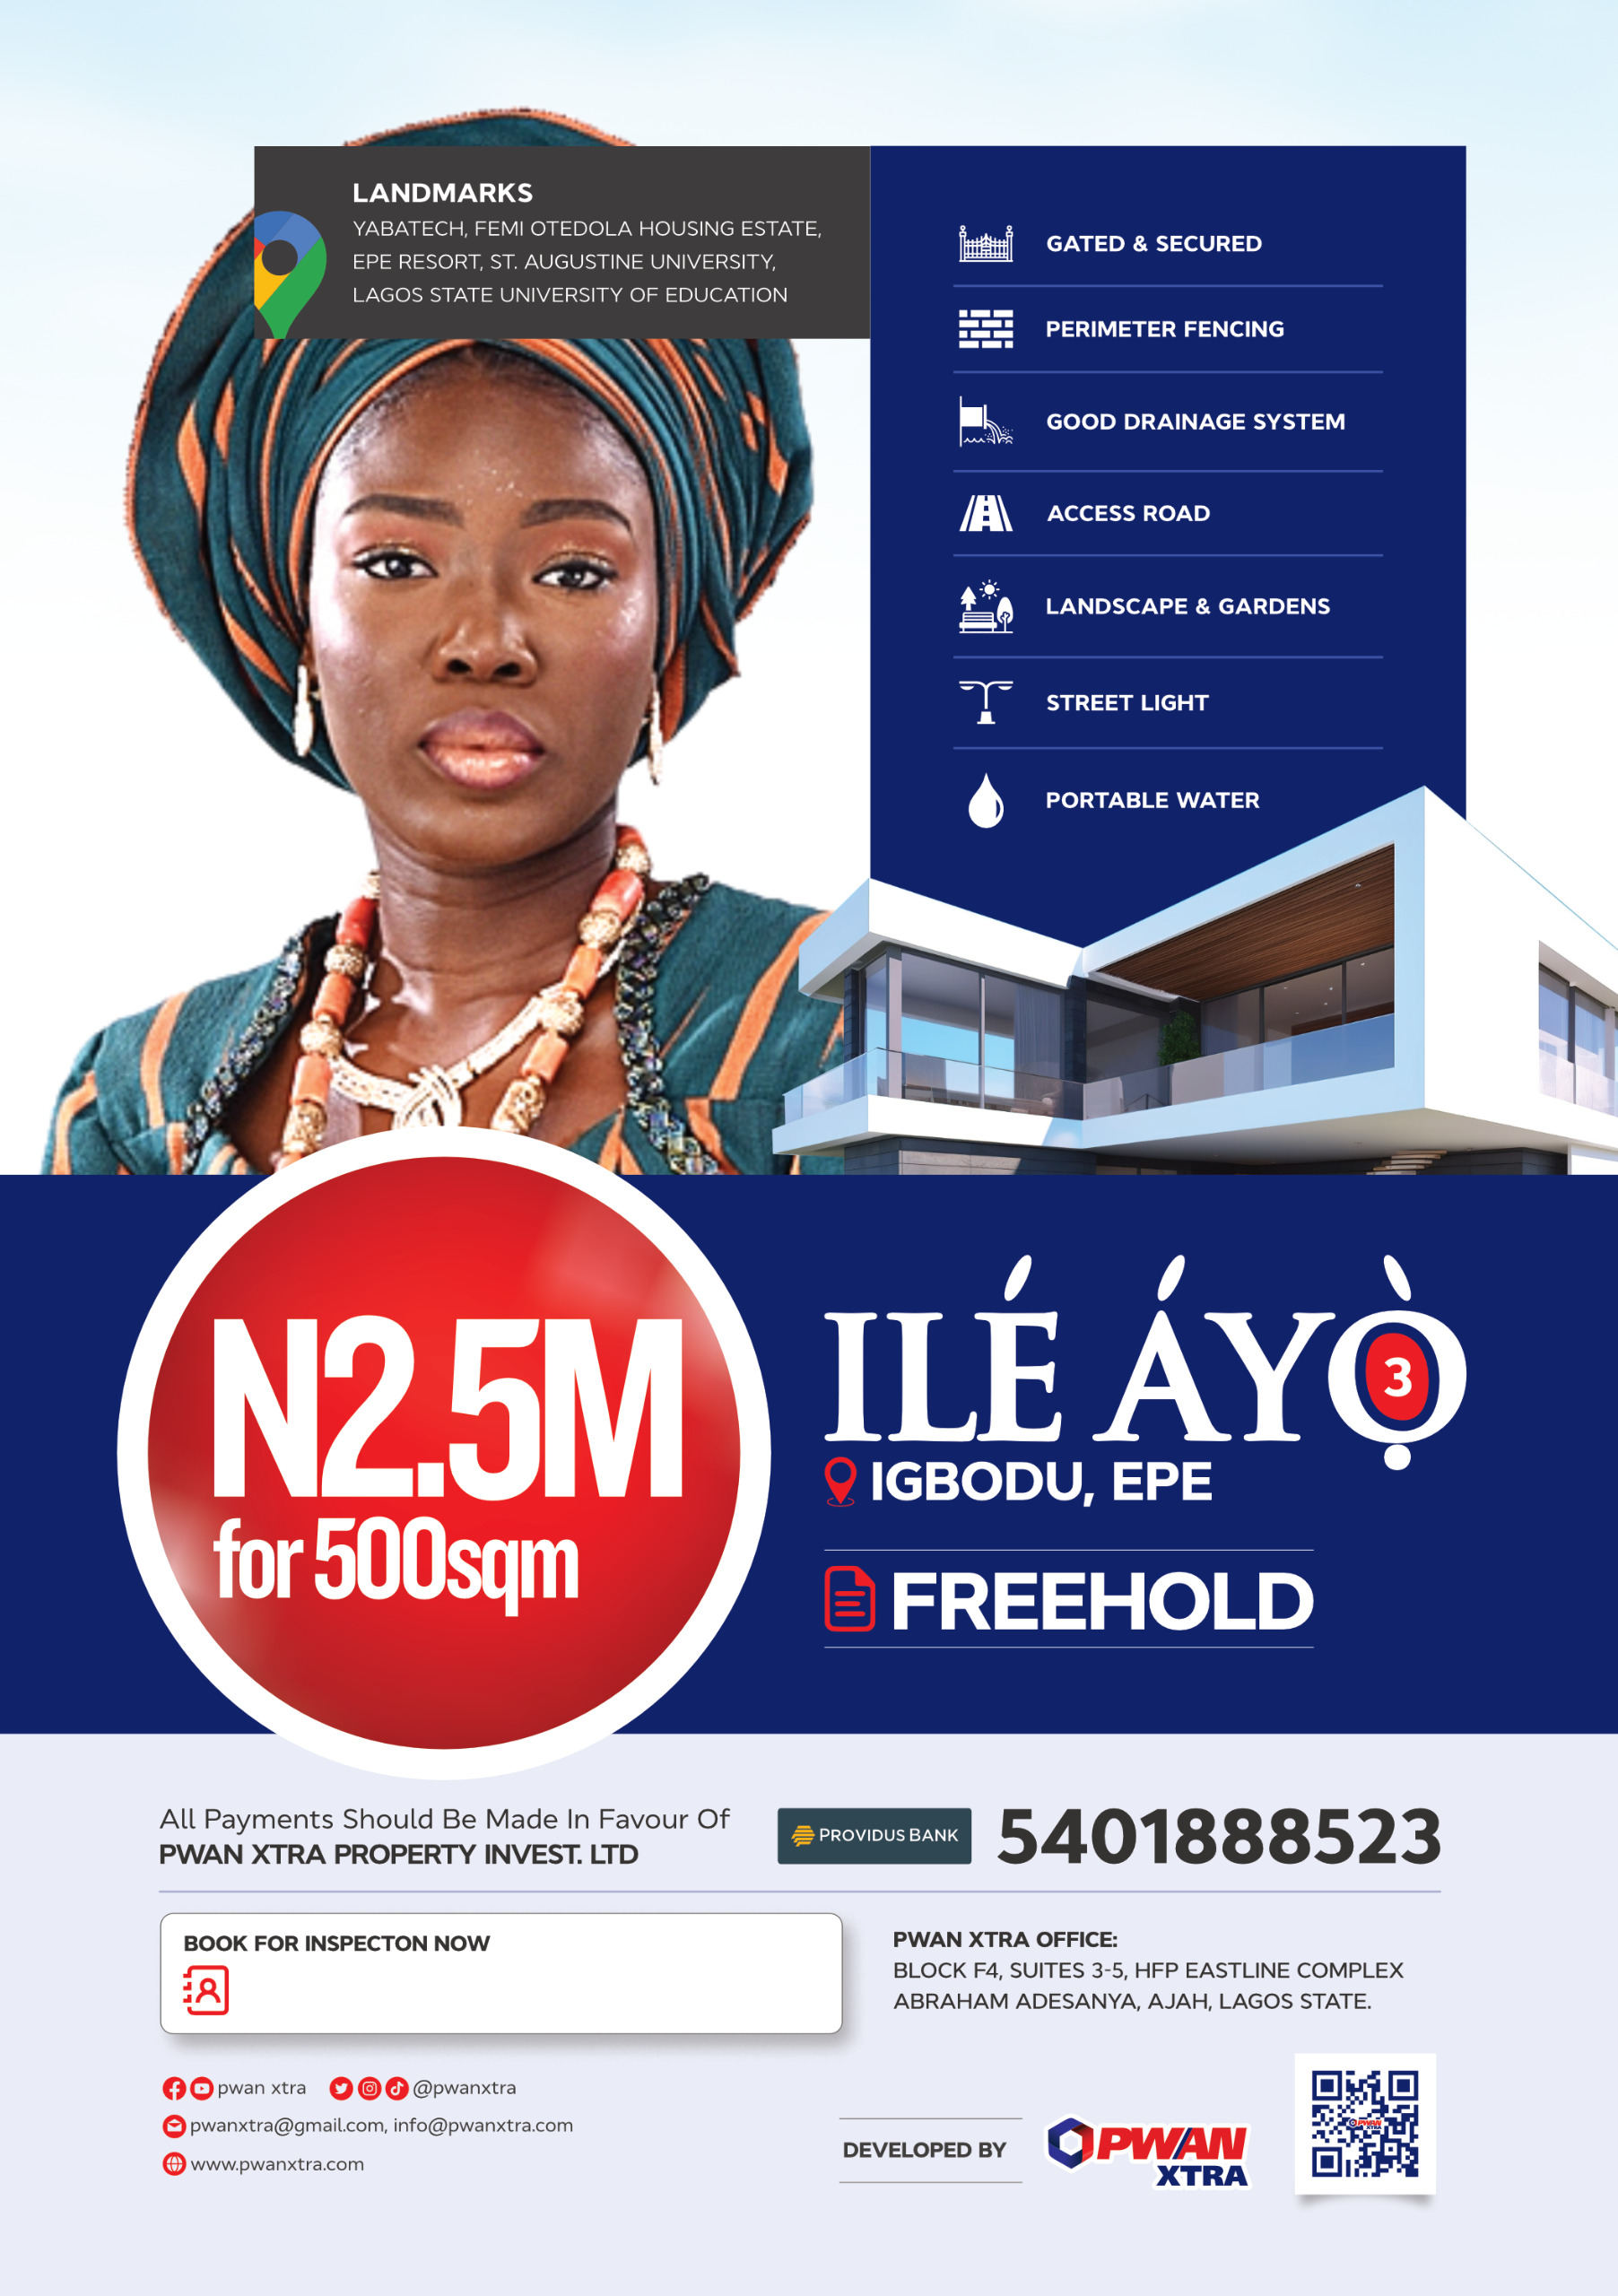 LANDMARKS
YABATECH, FEMI OTEDOLA HOUSING ESTATE,
EPE RESORT, ST. AUGUSTINE UNIVERSITY,
LAGOS STATE UNIVERSITY OF EDUCATION
GATED & SECURED
PERIMETER FENCING
GOOD DRAINAGE SYSTEM
ACCESS ROAD
LANDSCAPE & GARDENS
STREET LIGHT
PORTABLE WATER
N2.5M
for 500sqm
ILÉ ÁYỌ̀ 3
IGBODU, EPE
FREEHOLD
All Payments Should Be Made In Favour Of
PWAN XTRA PROPERTY INVEST. LTD
PROVIDUS BANK
5401888523
BOOK FOR INSPECTON NOW
PWAN XTRA OFFICE:
BLOCK F4, SUITES 3-5, HFP EASTLINE COMPLEX
ABRAHAM ADESANYA, AJAH, LAGOS STATE.
pwan xtra @pwanxtra
pwanxtra@gmail.com, info@pwanxtra.com
www.pwanxtra.com
DEVELOPED BY
PWAN
XTRA
PWAN
XTRA